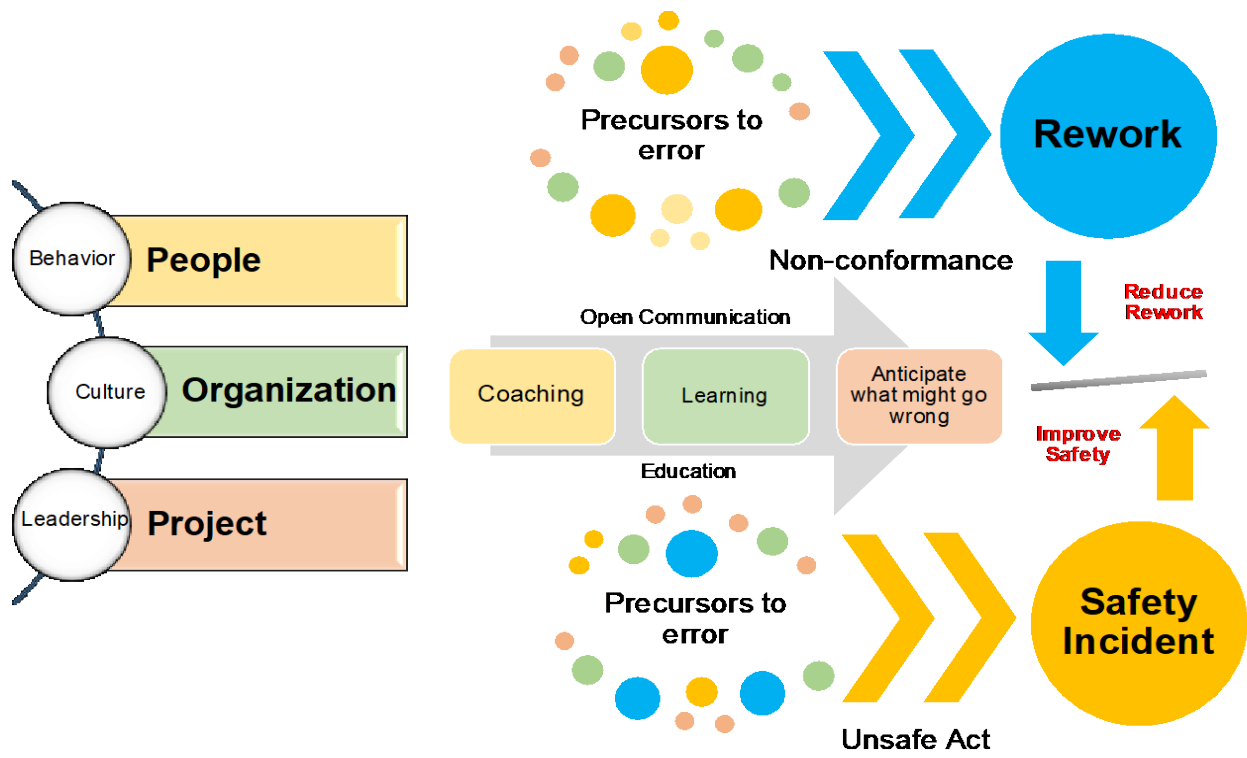 Behavior
People
Culture
Organization
Leadership
Project
Precursors to
error
Rework
Non-conformance
Reduce
Rework
Open Communication
Coaching
Learning
Anticipate
what might go
wrong
Education
Improve
Safety
Precursors to
error
Safety
Incident
Unsafe Act